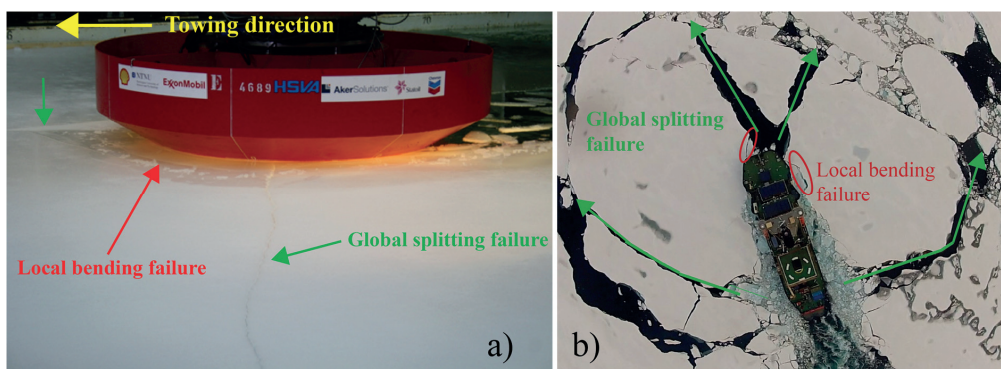 Towing direction
NTNU
ExxonMobil
E
4689
HSVA
AkerSolutions
Statoil
Chevron
Local bending failure
Global splitting failure
a)
Global splitting
failure
Local bending
failure
b)